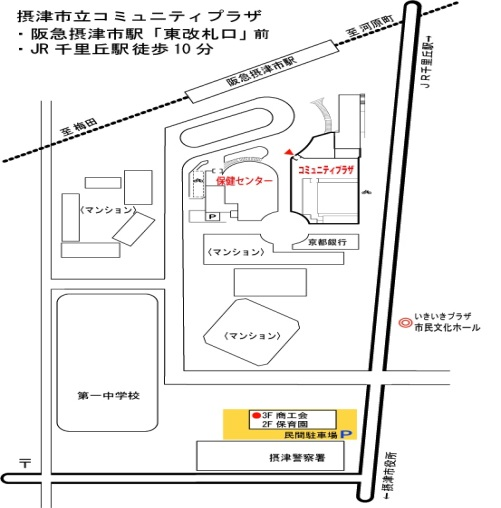 摂津市立コミュニティプラザ
・阪急摂津市駅「東改札口」前
・JR千里丘駅徒歩10分
至河原町
JR千里丘駅→
阪急摂津市駅
至梅田
コミュニティプラザ
保健センター
〈マンション〉
P
京都銀行
〈マンション〉
いきいきプラザ
市民文化ホール
〈マンション〉
第一中学校
3F 商工会
2F 保育園
民間駐車場 P
摂津警察署
〒
←摂津市役所